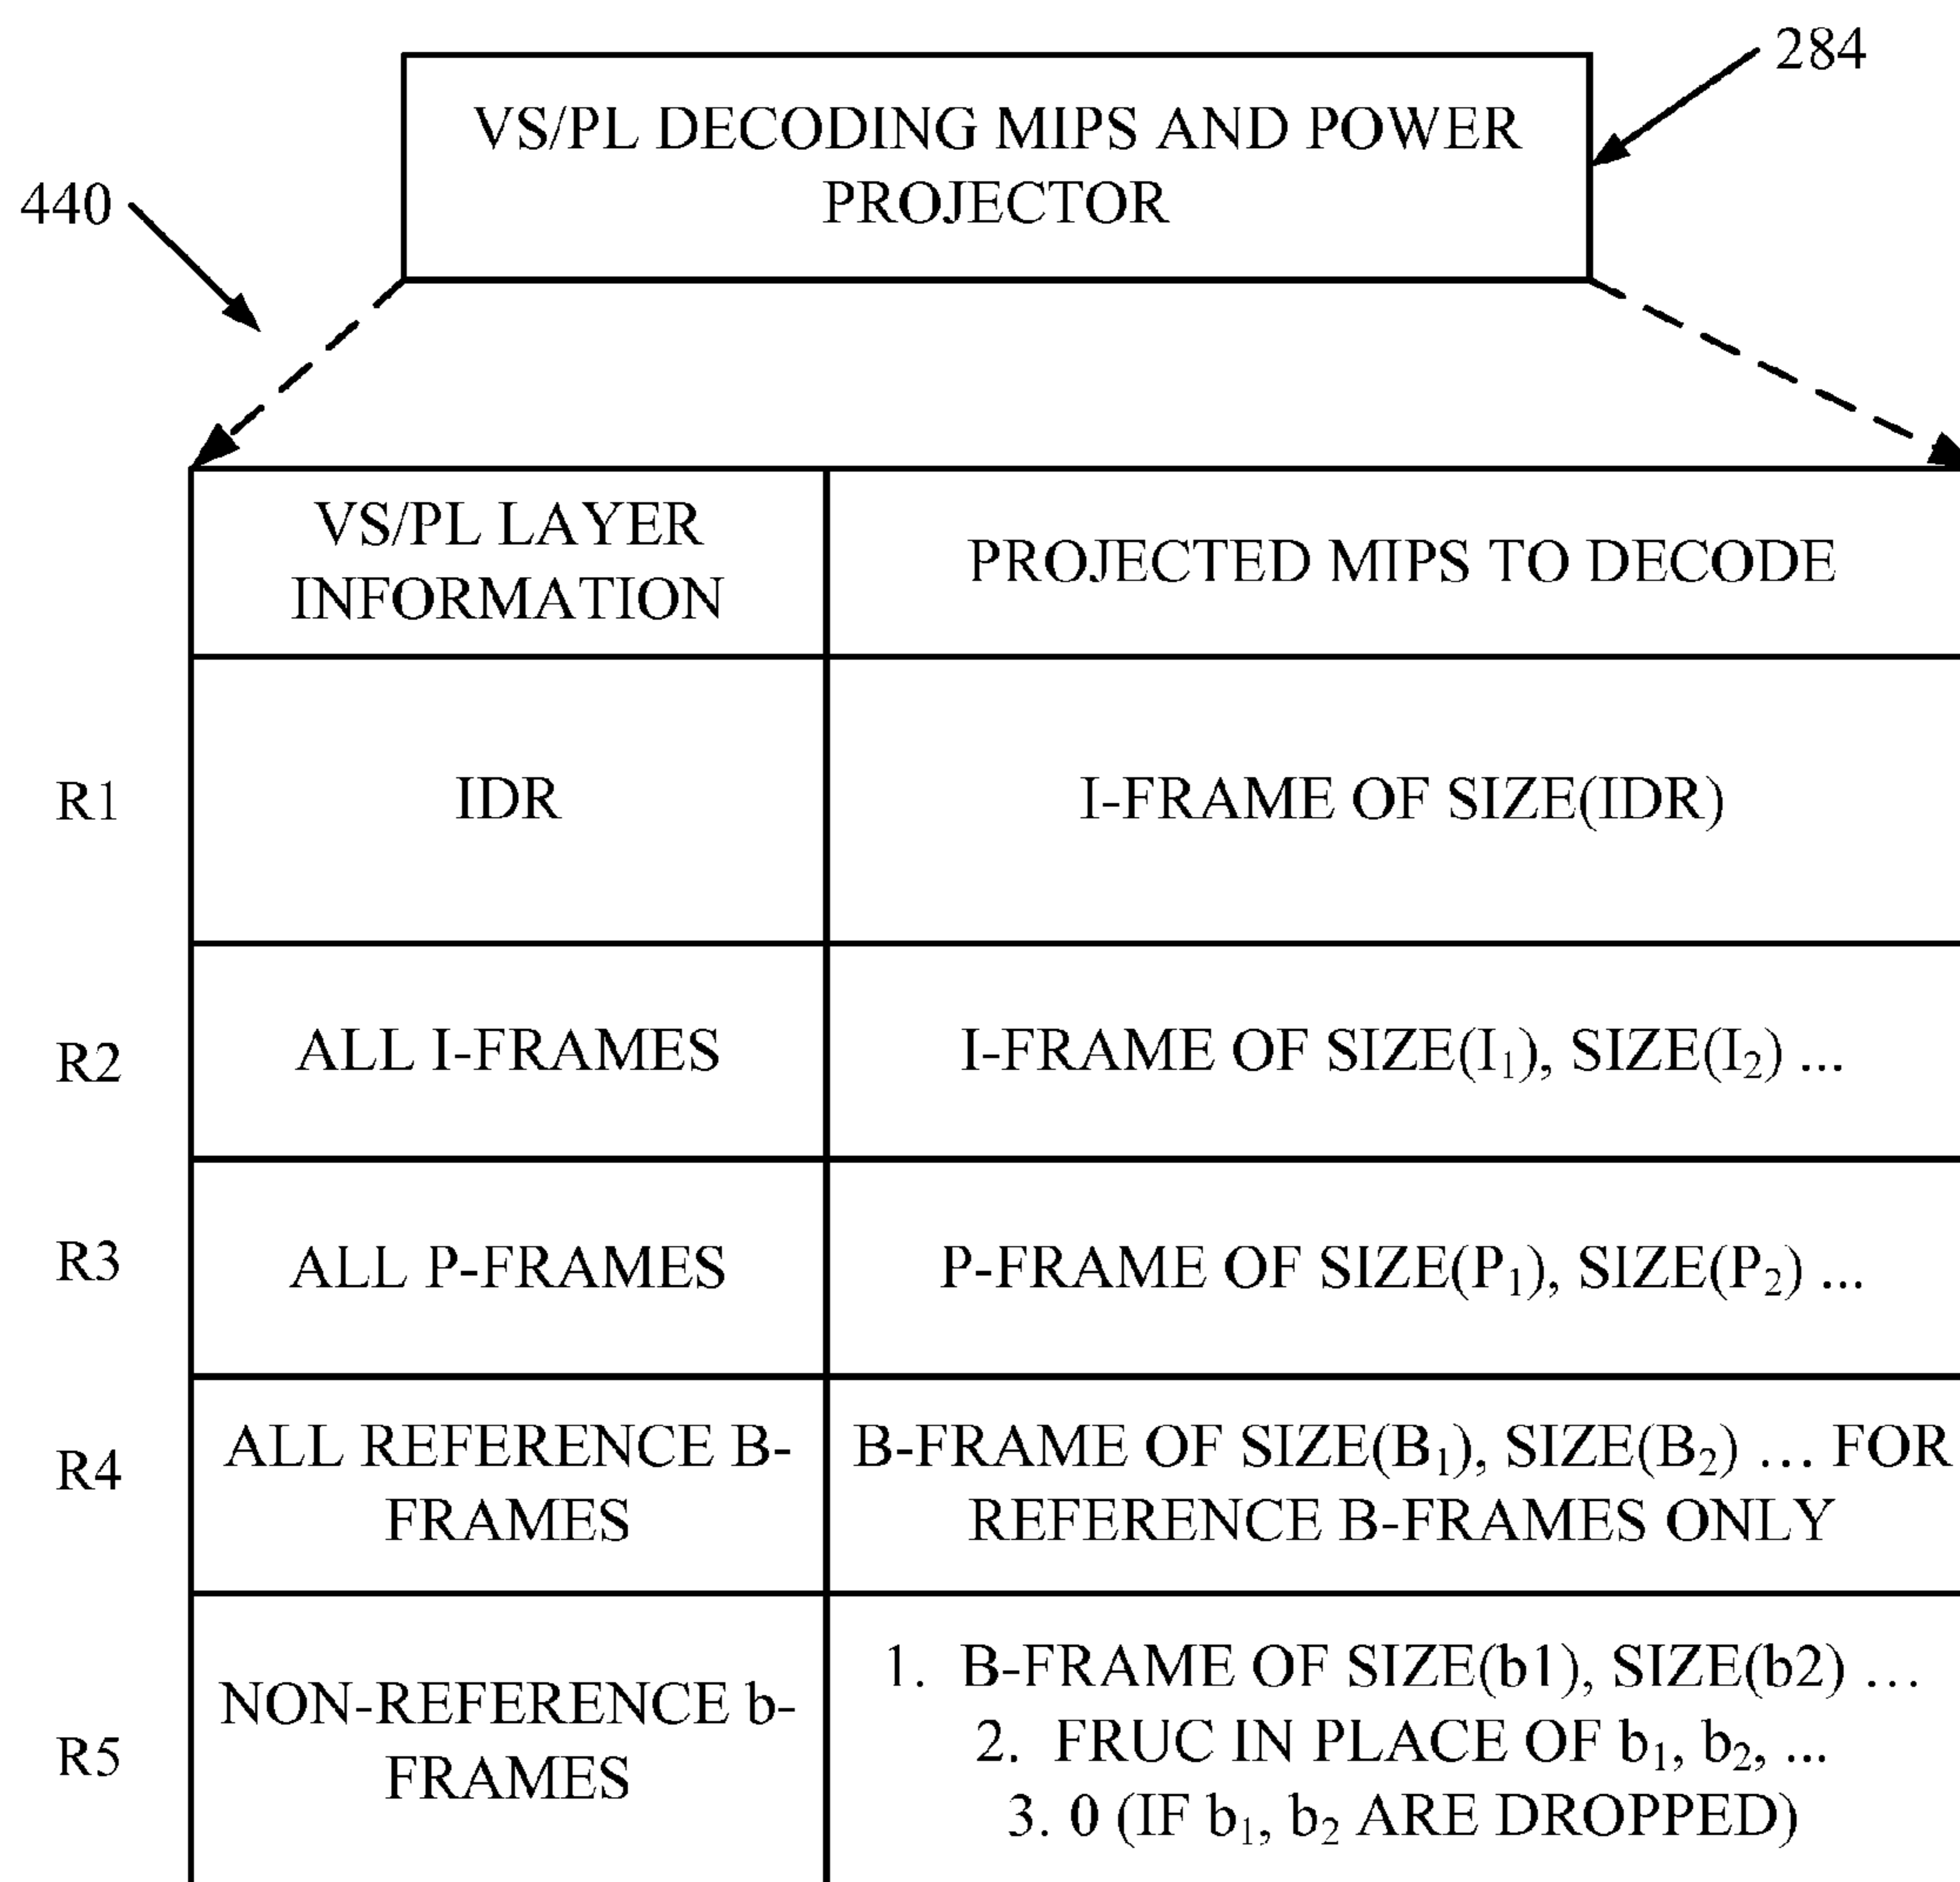 284
VS/PL DECODING MIPS AND POWER
PROJECTOR
440
VS/PL LAYER
INFORMATION
PROJECTED MIPS TO DECODE
R1
IDR
I-FRAME OF SIZE(IDR)
R2
ALL I-FRAMES
I-FRAME OF SIZE(I₁), SIZE(I₂) ...
R3
ALL P-FRAMES
P-FRAME OF SIZE(P₁), SIZE(P₂) ...
R4
ALL REFERENCE B-
FRAMES
B-FRAME OF SIZE(B₁), SIZE(B₂) ... FOR
REFERENCE B-FRAMES ONLY
R5
NON-REFERENCE b-
FRAMES
1. B-FRAME OF SIZE(b1), SIZE(b2) ...
2. FRUC IN PLACE OF b₁, b₂, ...
3. 0 (IF b₁, b₂ ARE DROPPED)